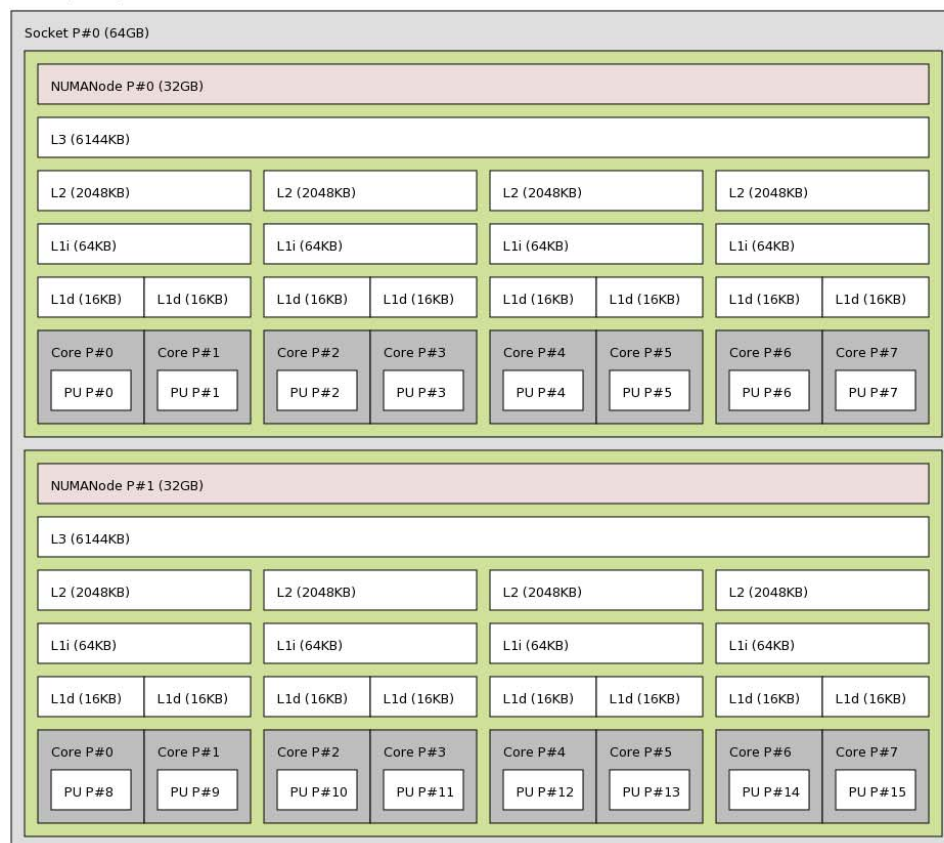 Socket P#0 (64GB)
NUMANode P#0 (32GB)
L3 (6144KB)
L2 (2048KB) L2 (2048KB) L2 (2048KB) L2 (2048KB)
L1i (64KB) L1i (64KB) L1i (64KB) L1i (64KB)
L1d (16KB) L1d (16KB) L1d (16KB) L1d (16KB) L1d (16KB) L1d (16KB) L1d (16KB) L1d (16KB)
Core P#0 Core P#1 Core P#2 Core P#3 Core P#4 Core P#5 Core P#6 Core P#7
PU P#0 PU P#1 PU P#2 PU P#3 PU P#4 PU P#5 PU P#6 PU P#7
NUMANode P#1 (32GB)
L3 (6144KB)
L2 (2048KB) L2 (2048KB) L2 (2048KB) L2 (2048KB)
L1i (64KB) L1i (64KB) L1i (64KB) L1i (64KB)
L1d (16KB) L1d (16KB) L1d (16KB) L1d (16KB) L1d (16KB) L1d (16KB) L1d (16KB) L1d (16KB)
Core P#0 Core P#1 Core P#2 Core P#3 Core P#4 Core P#5 Core P#6 Core P#7
PU P#8 PU P#9 PU P#10 PU P#11 PU P#12 PU P#13 PU P#14 PU P#15